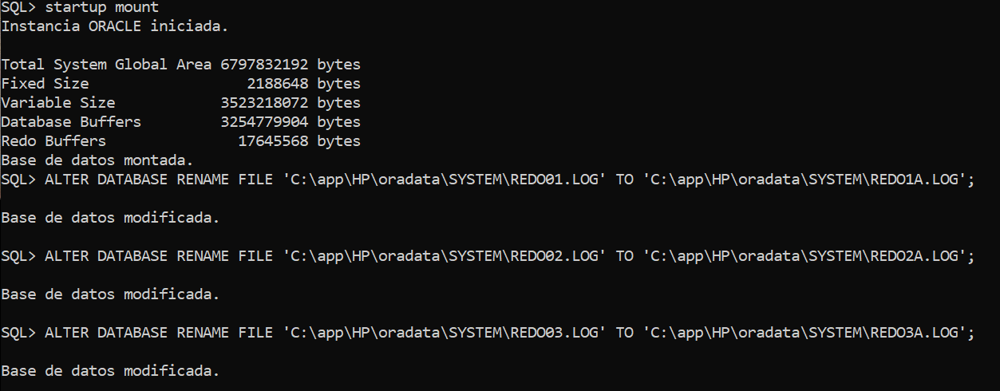 SQL> startup mount
Instancia ORACLE iniciada.
Total System Global Area 6797832192 bytes
Fixed Size                  2188648 bytes
Variable Size            3523218072 bytes
Database Buffers         3254779904 bytes
Redo Buffers               17645568 bytes
Base de datos montada.
SQL> ALTER DATABASE RENAME FILE 'C:\app\HP\oradata\SYSTEM\REDO01.LOG' TO 'C:\app\HP\oradata\SYSTEM\REDO1A.LOG';
Base de datos modificada.
SQL> ALTER DATABASE RENAME FILE 'C:\app\HP\oradata\SYSTEM\REDO02.LOG' TO 'C:\app\HP\oradata\SYSTEM\REDO2A.LOG';
Base de datos modificada.
SQL> ALTER DATABASE RENAME FILE 'C:\app\HP\oradata\SYSTEM\REDO03.LOG' TO 'C:\app\HP\oradata\SYSTEM\REDO3A.LOG';
Base de datos modificada.